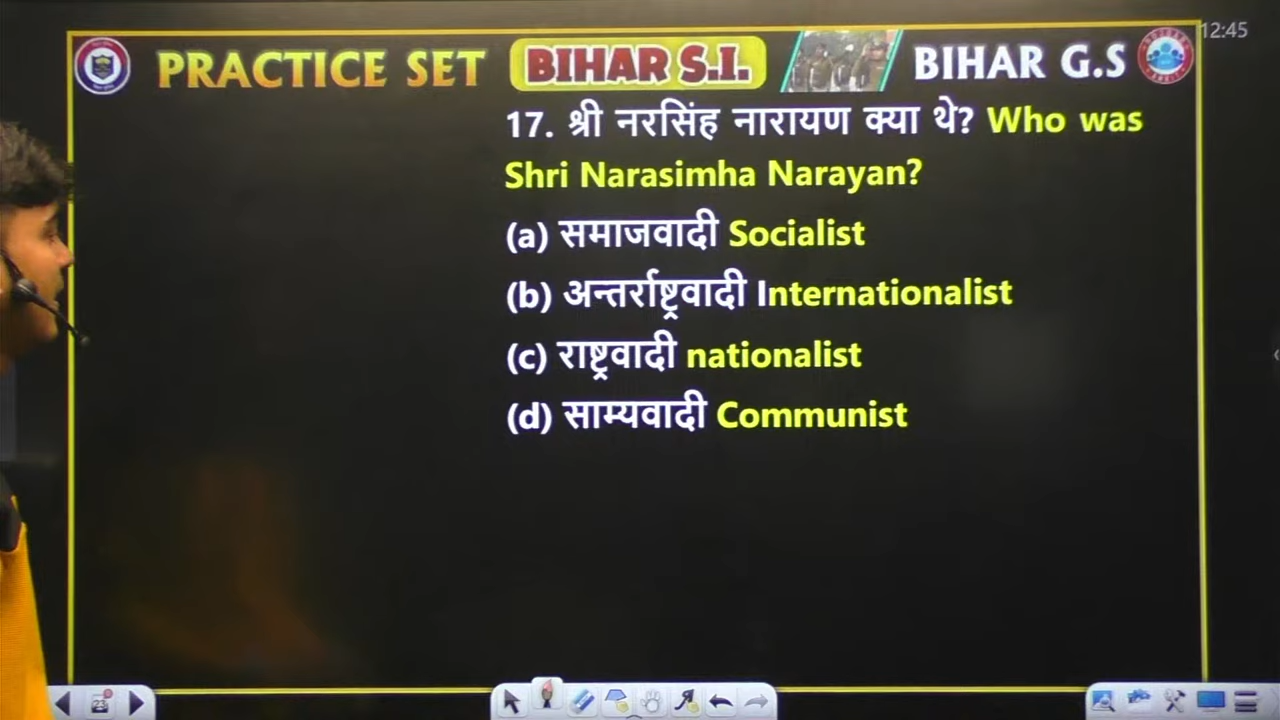 12:45
PRACTICE SET BIHAR S.I. BIHAR G.S
17. श्री नरसिंह नारायण क्या थे? Who was
Shri Narasimha Narayan?
(a) समाजवादी Socialist
(b) अन्तर्राष्ट्रवादी Internationalist
(c) राष्ट्रवादी nationalist
(d) साम्यवादी Communist
23